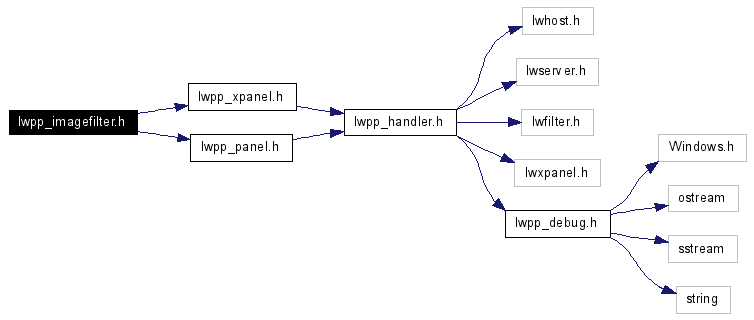 lwhost.h
lwserver.h
lwpp_xpanel.h
lwpp_imagefilter.h
lwpp_handler.h
lwfilter.h
lwpp_panel.h
Windows.h
lwxpanel.h
ostream
lwpp_debug.h
sstream
string